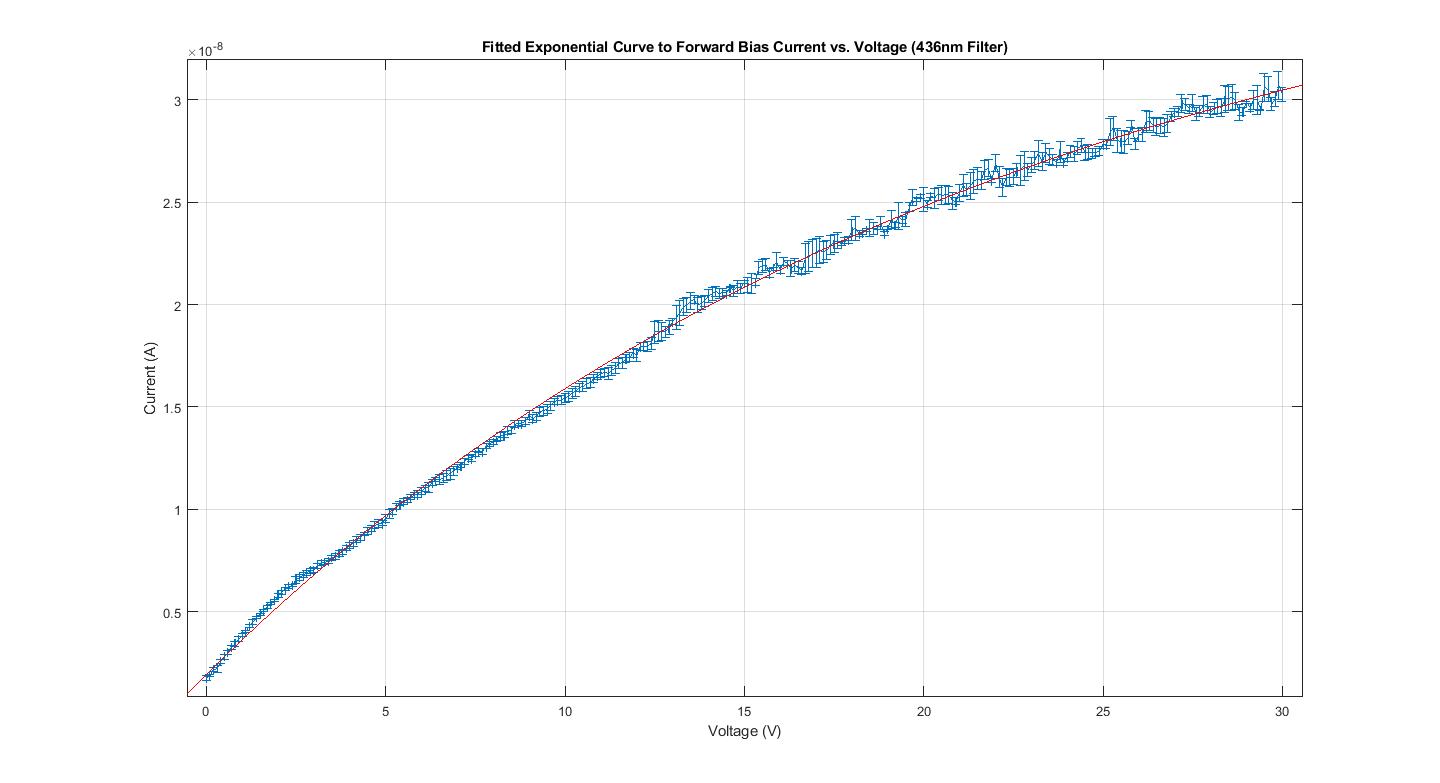 Fitted Exponential Curve to Forward Bias Current vs. Voltage (436nm Filter)
×10-8
3
2.5
2
1.5
1
0.5
Current (A)
0 5 10 15 20 25 30
Voltage (V)